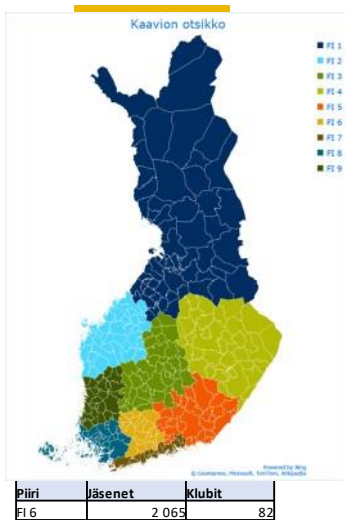 Kaavion otsikko
FI 1
FI 2
FI 3
FI 4
FI 5
FI 6
FI 7
FI 8
FI 9
Powered by Bing
© GeoNames, Microsoft, TomTom, Wikipedia
Piiri Jäsenet Klubit
FI 6 2 065 82